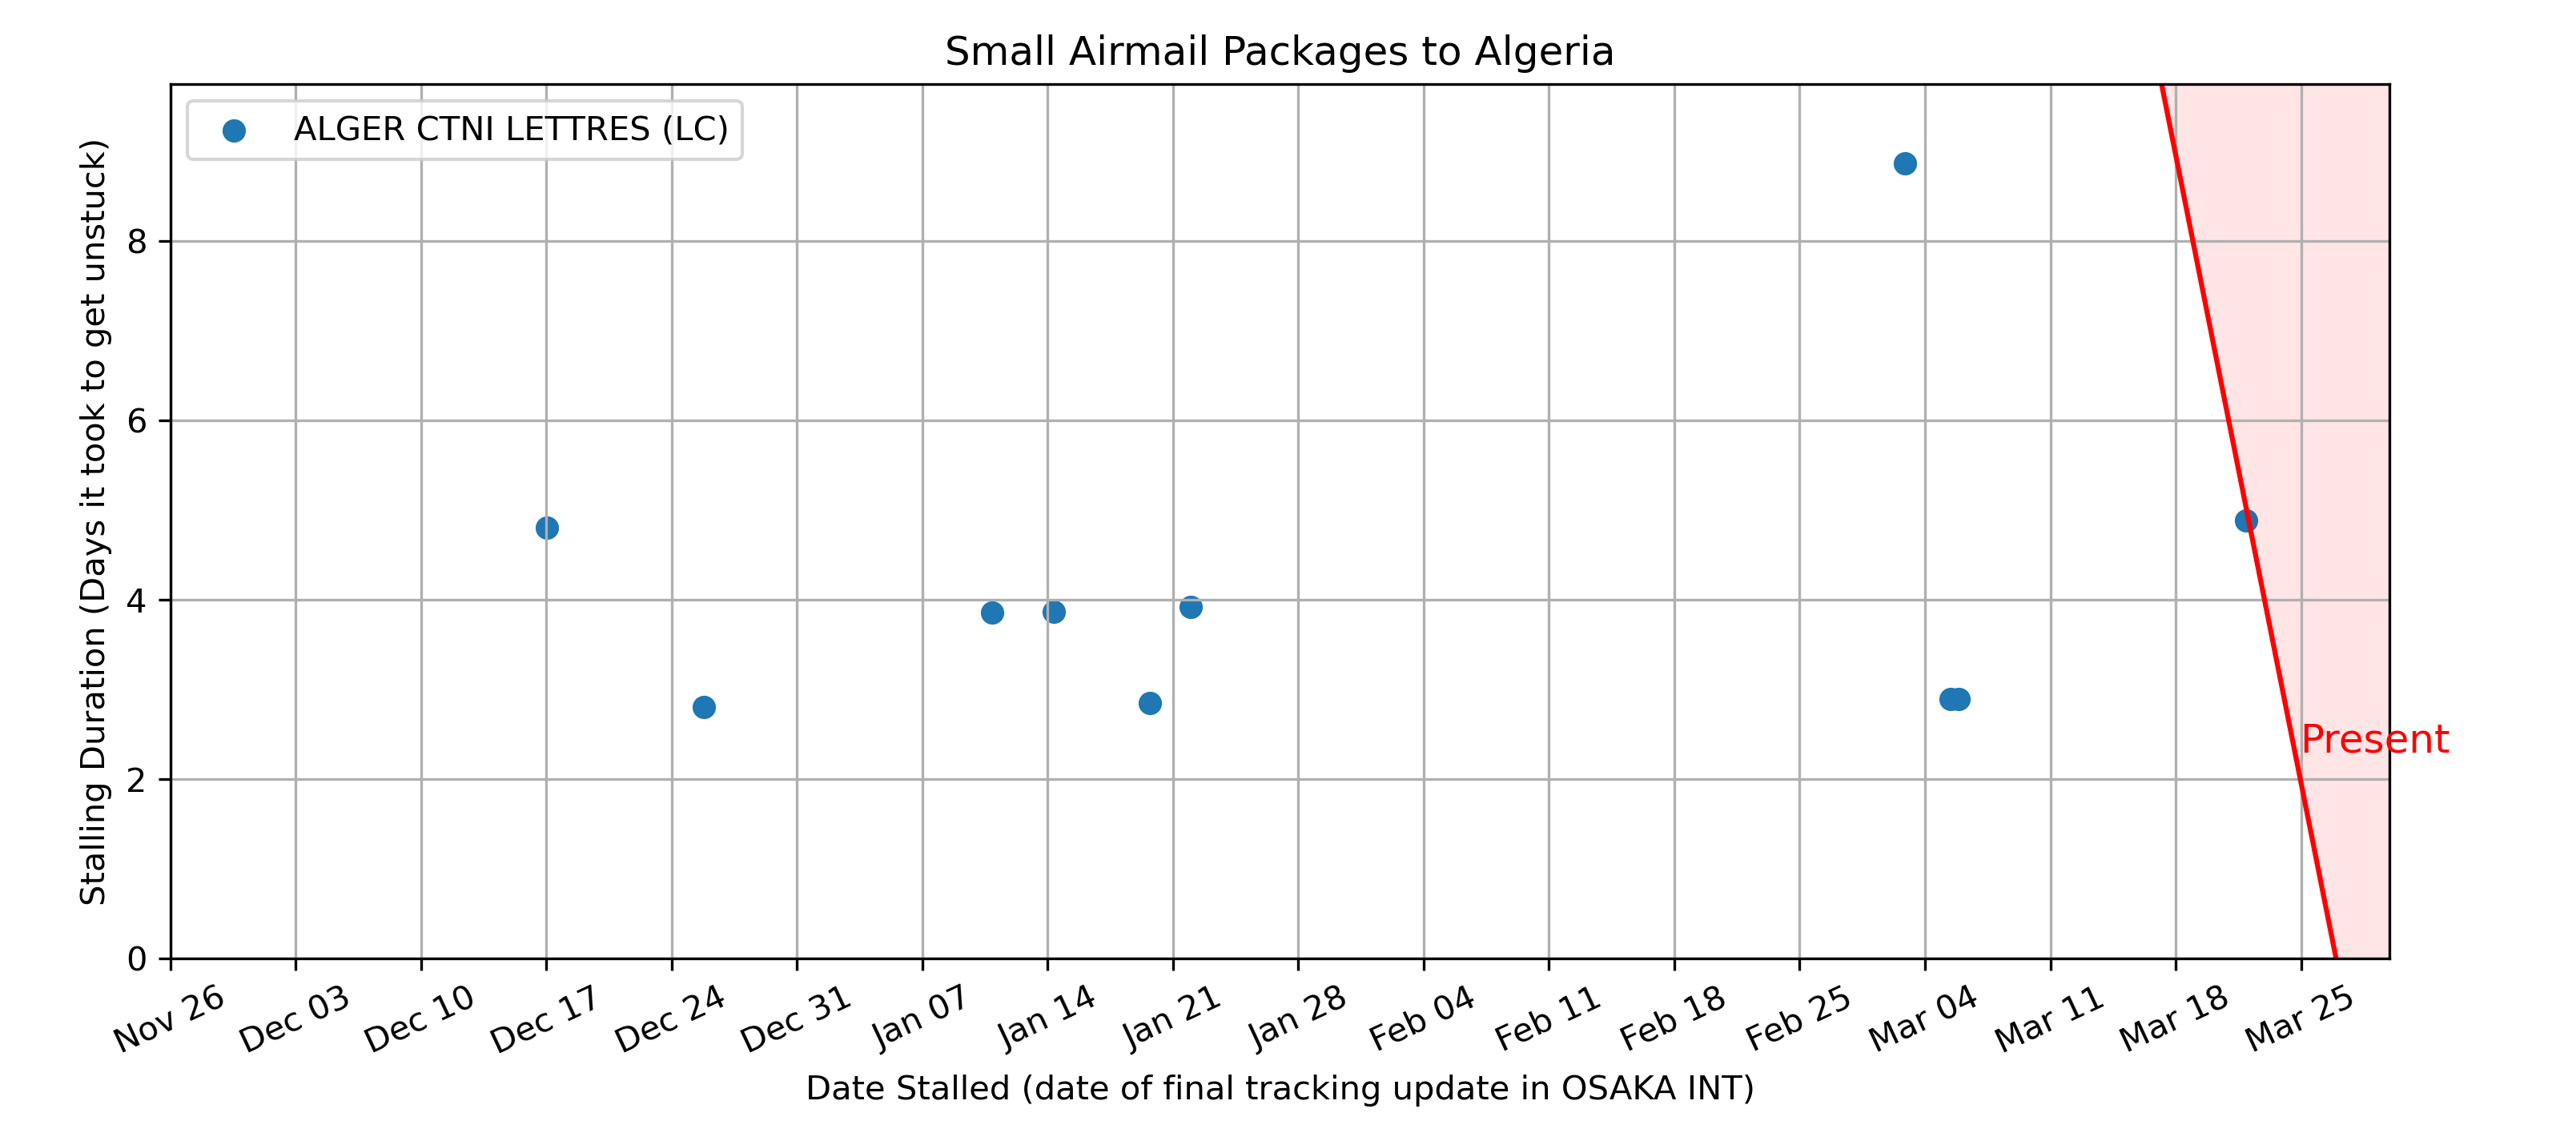 Small Airmail Packages to Algeria
ALGER CTNI LETTRES (LC)
Stalling Duration (Days it took to get unstuck)
8
6
4
2
0
Present
Nov 26
Dec 03
Dec 10
Dec 17
Dec 24
Dec 31
Jan 07
Jan 14
Jan 21
Jan 28
Feb 04
Feb 11
Feb 18
Feb 25
Mar 04
Mar 11
Mar 18
Mar 25
Date Stalled (date of final tracking update in OSAKA INT)